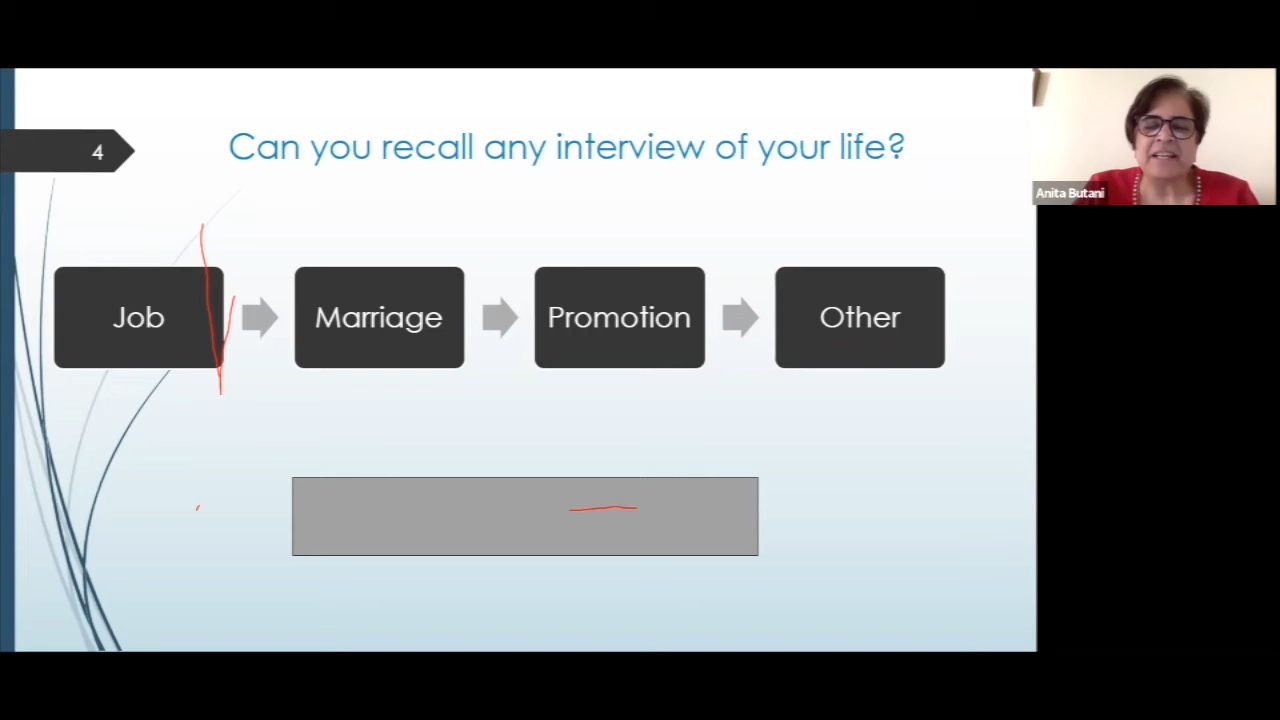 4
Can you recall any interview of your life?
Job
Marriage
Promotion
Other
Anita Butani